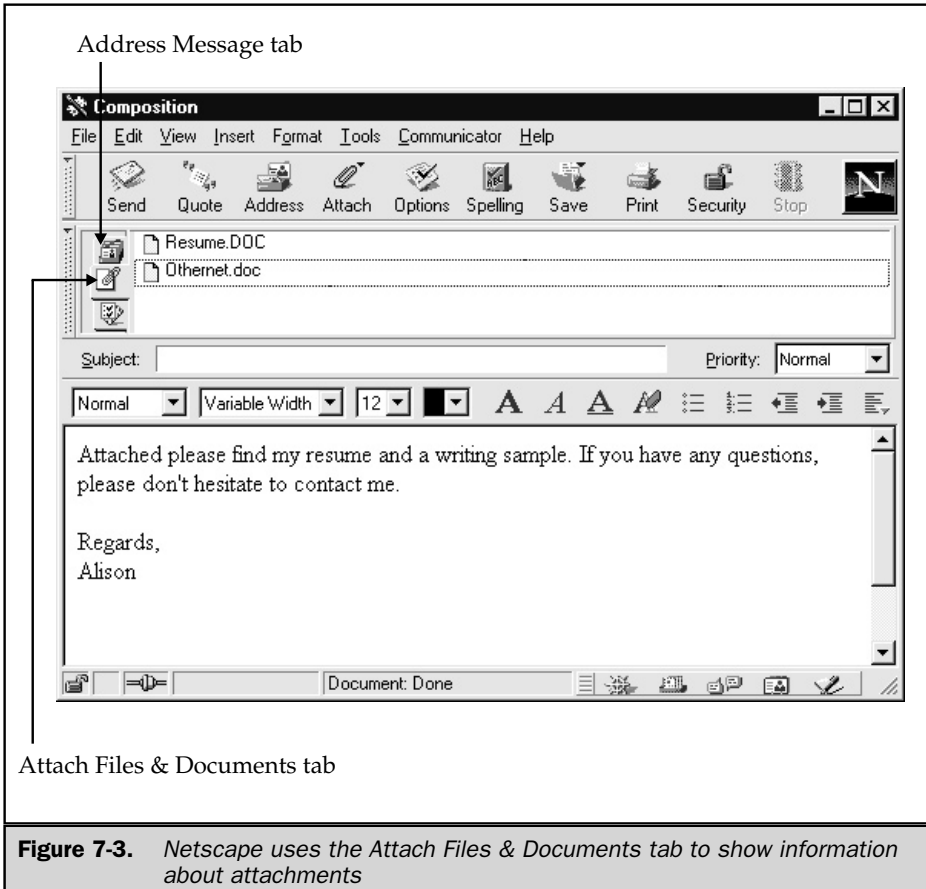 Address Message tab
Composition
File Edit View Insert Format Tools Communicator Help
Send Quote Address Attach Options Spelling Save Print Security Stop N
Resume.DOC
Othernet.doc
Subject: Priority: Normal
Normal Variable Width 12 A A A A
Attached please find my resume and a writing sample. If you have any questions,
please don't hesitate to contact me.
Regards,
Alison
Document: Done
Attach Files & Documents tab
Figure 7-3. Netscape uses the Attach Files & Documents tab to show information
about attachments